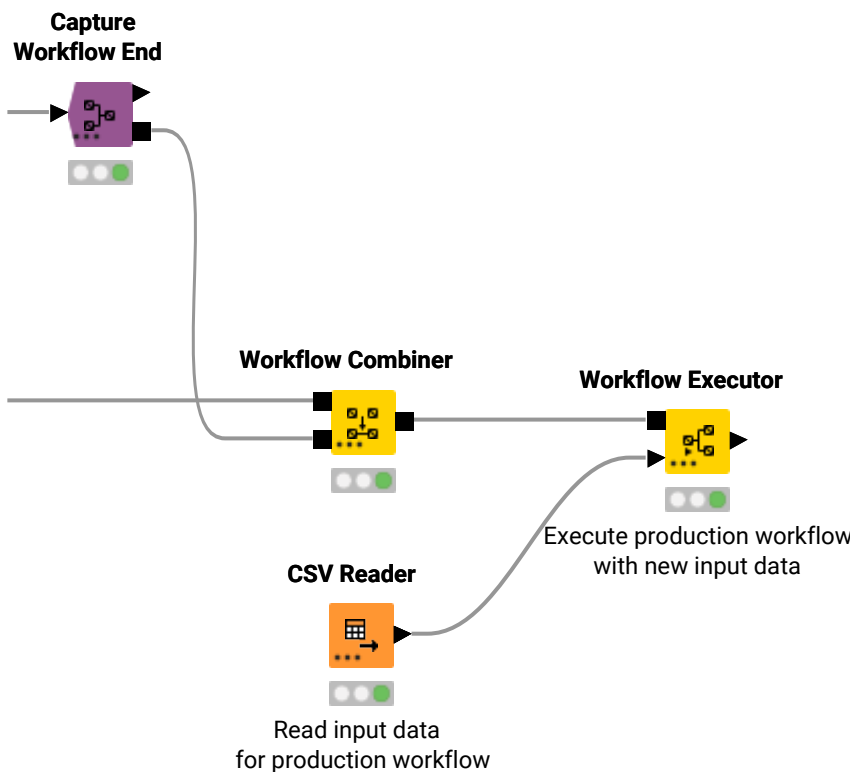 Capture
Workflow End
Workflow Combiner
Workflow Executor
Execute production workflow
with new input data
CSV Reader
Read input data
for production workflow